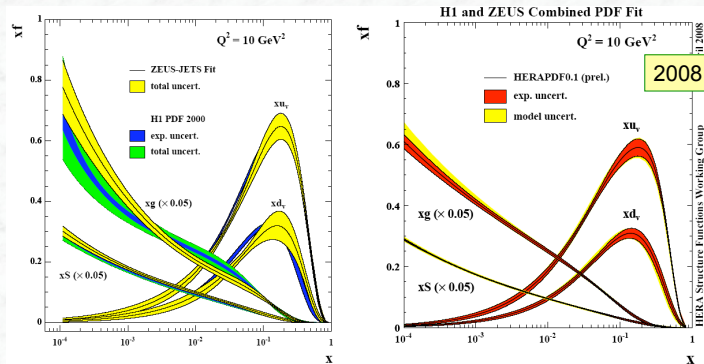 xf
1
0.8
0.6
0.4
0.2
0
Q² = 10 GeV²
ZEUS-JETS Fit
total uncert.
H1 PDF 2000
exp. uncert.
total uncert.
xu_v
xd_v
xg (× 0.05)
xS (× 0.05)
10⁻⁴ 10⁻³ 10⁻² 10⁻¹ 1
x
H1 and ZEUS Combined PDF Fit
xf
1
0.8
0.6
0.4
0.2
0
Q² = 10 GeV²
HERAPDF0.1 (prel.)
exp. uncert.
model uncert.
xu_v
xd_v
xg (× 0.05)
xS (× 0.05)
10⁻⁴ 10⁻³ 10⁻² 10⁻¹ 1
x
2008
HERA Structure Functions Working Group 2008